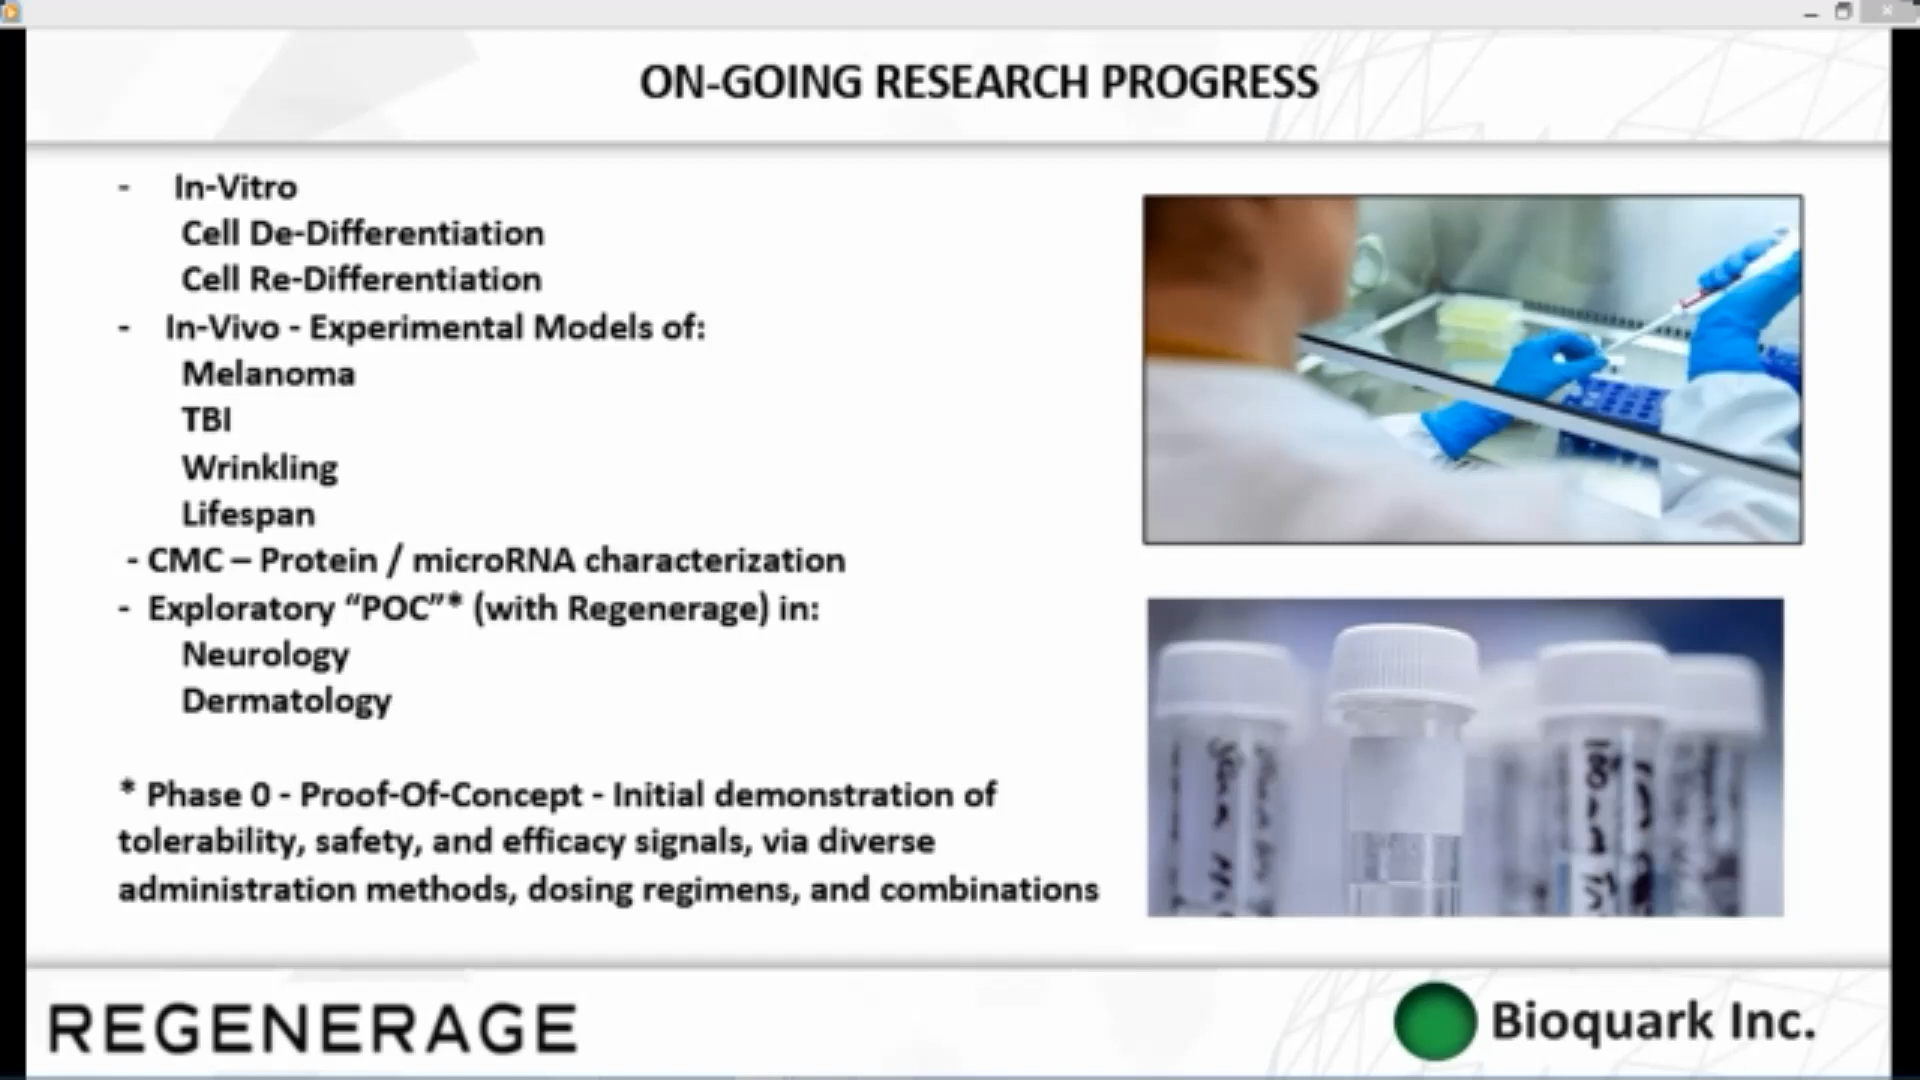 ON-GOING RESEARCH PROGRESS
- In-Vitro
Cell De-Differentiation
Cell Re-Differentiation
- In-Vivo - Experimental Models of:
Melanoma
TBI
Wrinkling
Lifespan
- CMC – Protein / microRNA characterization
- Exploratory “POC”* (with Regenerage) in:
Neurology
Dermatology
* Phase 0 - Proof-Of-Concept - Initial demonstration of
tolerability, safety, and efficacy signals, via diverse
administration methods, dosing regimens, and combinations
REGENERAGE
Bioquark Inc.